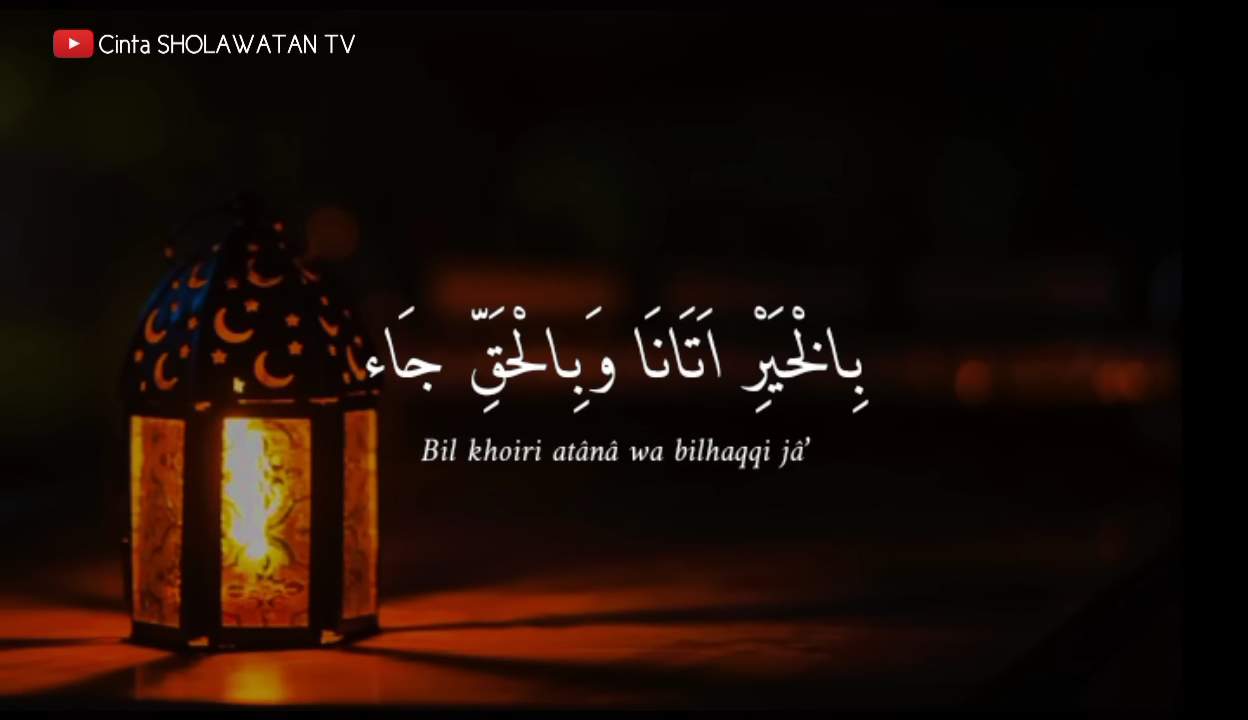 Cinta SHOLAWATAN TV
بِالْخَيْرِ اَتَانَا وَبِالْحَقِّ جَاء
Bil khoiri atânâ wa bilhaqqi jâ’